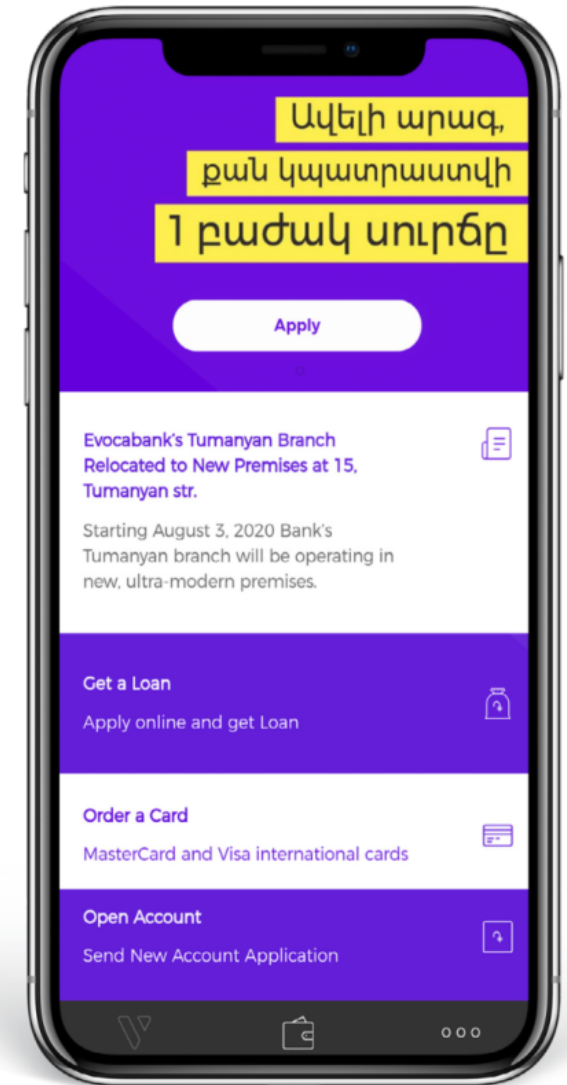 Ավելի արագ,
քան կպատրաստվի
1 բաժակ սուրճը
Apply
Evocabank's Tumanyan Branch
Relocated to New Premises at 15,
Tumanyan str.
Starting August 3, 2020 Bank's
Tumanyan branch will be operating in
new, ultra-modern premises.
Get a Loan
Apply online and get Loan
Order a Card
MasterCard and Visa international cards
Open Account
Send New Account Application